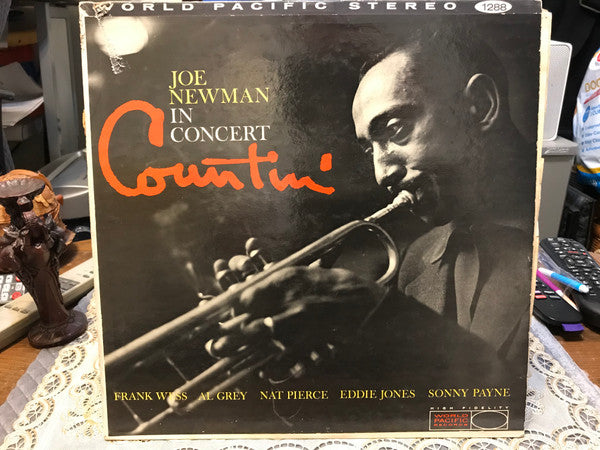 WORLD PACIFIC STEREO
1288
JOE
NEWMAN
IN
CONCERT
Countin'
FRANK WESS AL GREY NAT PIERCE EDDIE JONES SONNY PAYNE
HIGH FIDELITY
WORLD
PACIFIC
RECORDS